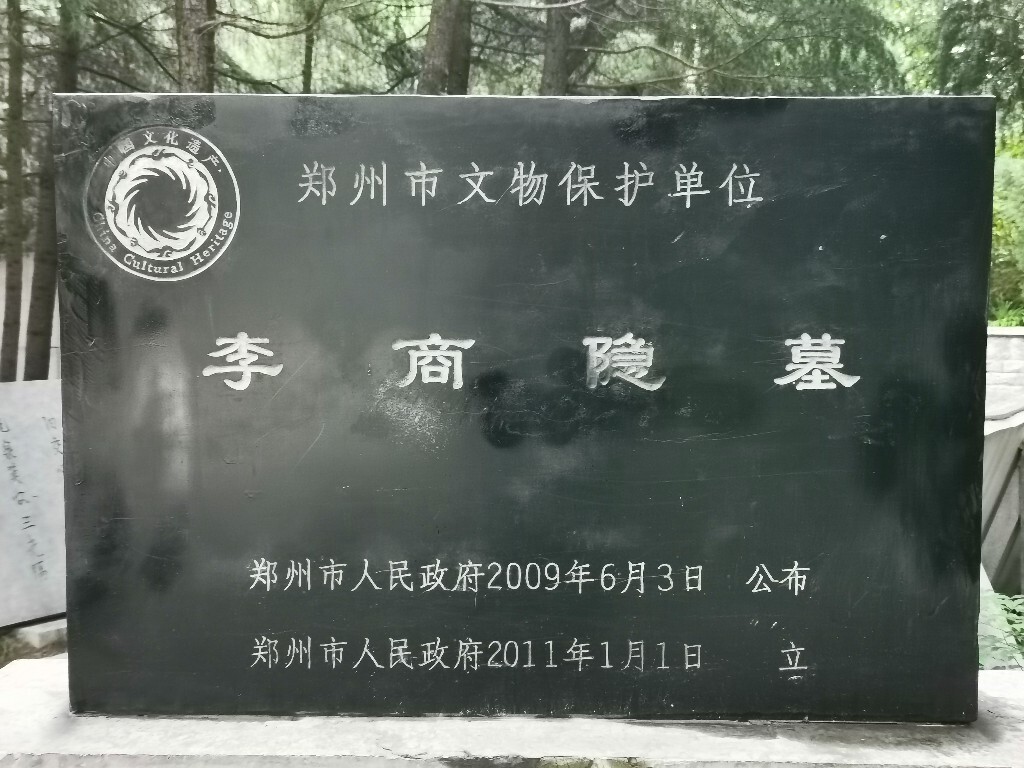 中国文化遗产
China Cultural Heritage
郑州市文物保护单位
李商隐墓
郑州市人民政府2009年6月3日 公布
郑州市人民政府2011年1月1日 立